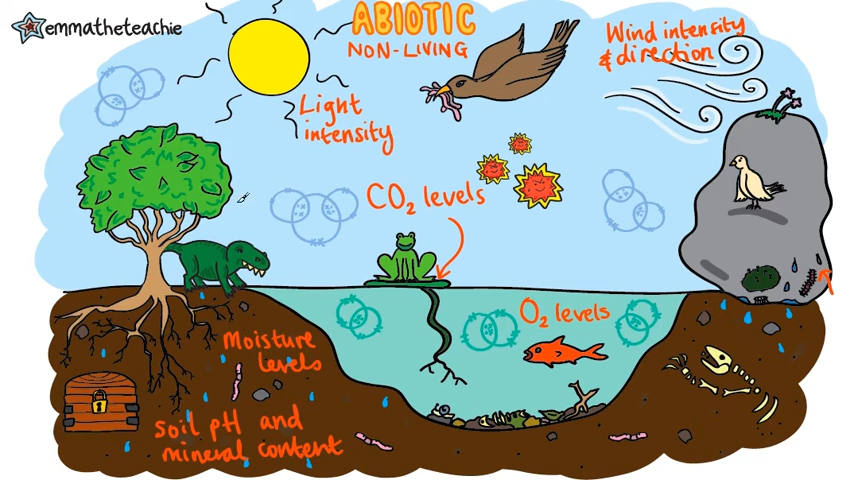 emmatheteachie
ABIOTIC
NON-LIVING
Wind intensity
& direction
Light
intensity
CO₂ levels
O₂ levels
Moisture
levels
Soil pH and
mineral content